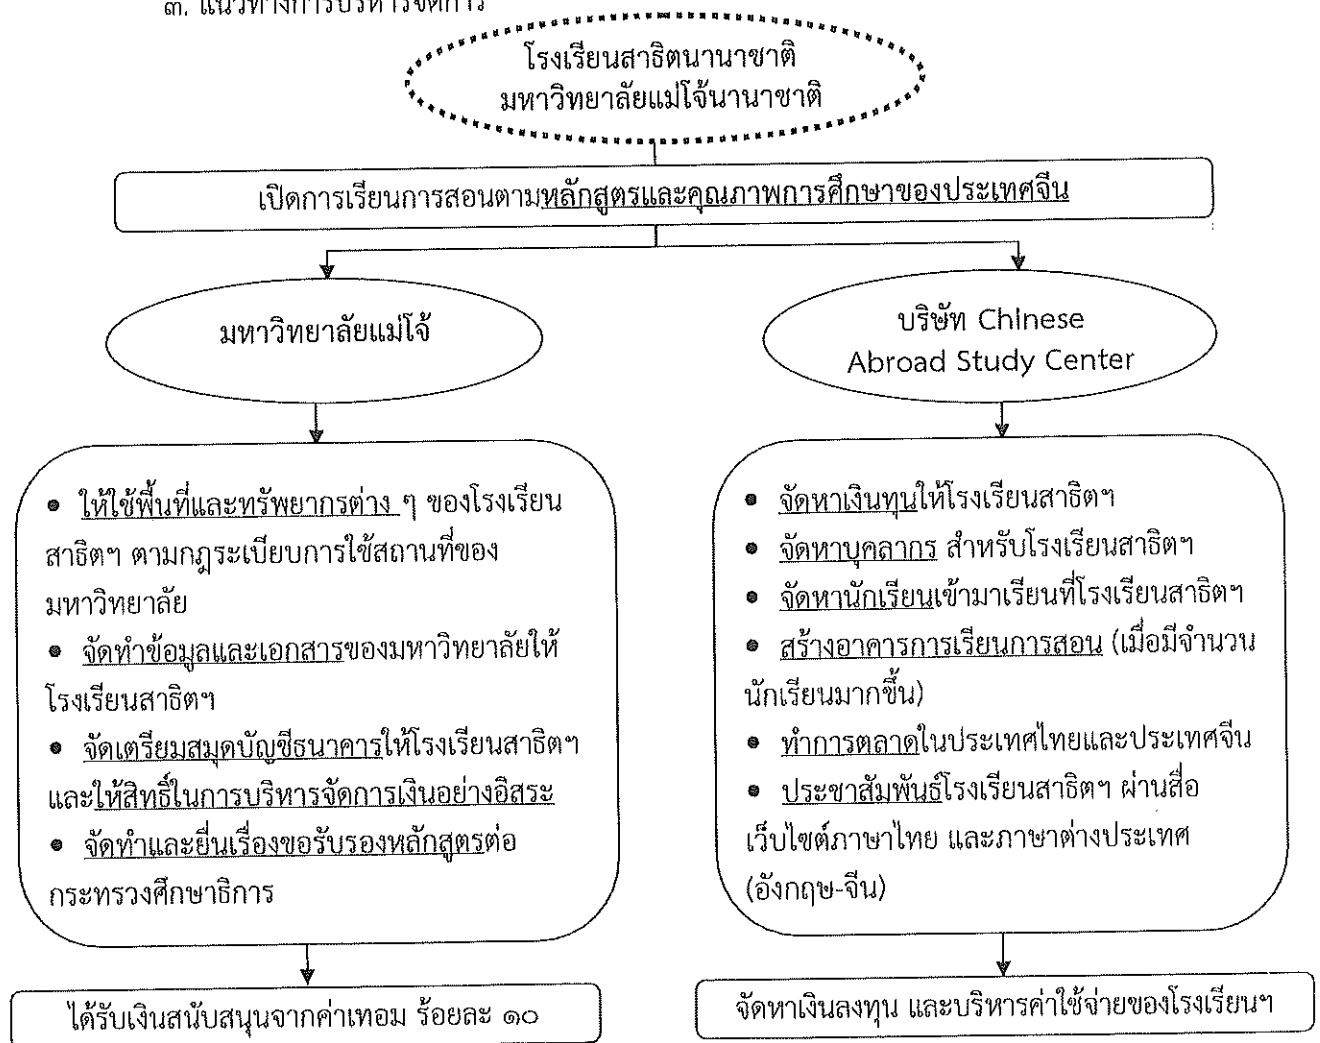 ๓. แนวทางการบริหารจัดการ
โรงเรียนสาธิตนานาชาติ
มหาวิทยาลัยแม่โจ้นานาชาติ
เปิดการเรียนการสอนตามหลักสูตรและคุณภาพการศึกษาของประเทศจีน
มหาวิทยาลัยแม่โจ้
• ให้ใช้พื้นที่และทรัพยากรต่าง ๆ ของโรงเรียน
สาธิตฯ ตามกฎระเบียบการใช้สถานที่ของ
มหาวิทยาลัย
• จัดทำข้อมูลและเอกสารของมหาวิทยาลัยให้
โรงเรียนสาธิตฯ
• จัดเตรียมสมุดบัญชีธนาคารให้โรงเรียนสาธิตฯ
และให้สิทธิ์ในการบริหารจัดการเงินอย่างอิสระ
• จัดทำและยื่นเรื่องขอรับรองหลักสูตรต่อ
กระทรวงศึกษาธิการ
ได้รับเงินสนับสนุนจากค่าเทอม ร้อยละ ๑๐
บริษัท Chinese
Abroad Study Center
• จัดหาเงินทุนให้โรงเรียนสาธิตฯ
• จัดหาบุคลากร สำหรับโรงเรียนสาธิตฯ
• จัดหานักเรียนเข้ามาเรียนที่โรงเรียนสาธิตฯ
• สร้างอาคารการเรียนการสอน (เมื่อมีจำนวน
นักเรียนมากขึ้น)
• ทำการตลาดในประเทศไทยและประเทศจีน
• ประชาสัมพันธ์โรงเรียนสาธิตฯ ผ่านสื่อ
เว็บไซต์ภาษาไทย และภาษาต่างประเทศ
(อังกฤษ-จีน)
จัดหาเงินลงทุน และบริหารค่าใช้จ่ายของโรงเรียนฯ